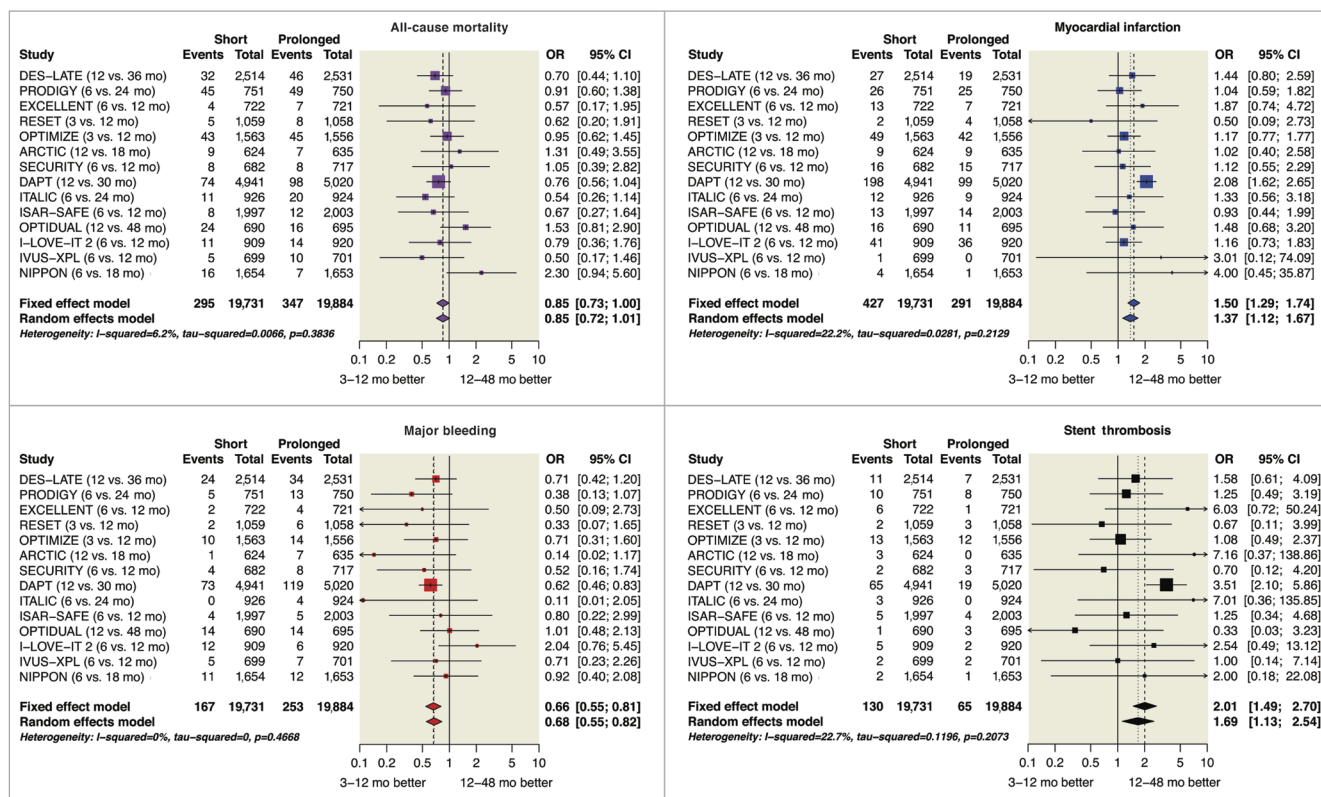 All-cause mortality
Short Prolonged
Study Events Total Events Total OR 95% CI
DES-LATE (12 vs. 36 mo) 32 2,514 46 2,531 0.70 [0.44; 1.10]
PRODIGY (6 vs. 24 mo) 45 751 49 750 0.91 [0.60; 1.38]
EXCELLENT (6 vs. 12 mo) 4 722 7 721 0.57 [0.17; 1.95]
RESET (3 vs. 12 mo) 5 1,059 8 1,058 0.62 [0.20; 1.91]
OPTIMIZE (3 vs. 12 mo) 43 1,563 45 1,556 0.95 [0.62; 1.45]
ARCTIC (12 vs. 18 mo) 9 624 7 635 1.31 [0.49; 3.55]
SECURITY (6 vs. 12 mo) 8 682 8 717 1.05 [0.39; 2.82]
DAPT (12 vs. 30 mo) 74 4,941 98 5,020 0.76 [0.56; 1.04]
ITALIC (6 vs. 24 mo) 11 926 20 924 0.54 [0.26; 1.14]
ISAR-SAFE (6 vs. 12 mo) 8 1,997 12 2,003 0.67 [0.27; 1.64]
OPTIDUAL (12 vs. 48 mo) 24 690 16 695 1.53 [0.81; 2.90]
I-LOVE-IT 2 (6 vs. 12 mo) 11 909 14 920 0.79 [0.36; 1.76]
IVUS-XPL (6 vs. 12 mo) 5 699 10 701 0.50 [0.17; 1.46]
NIPPON (6 vs. 18 mo) 16 1,654 7 1,653 2.30 [0.94; 5.60]
Fixed effect model 295 19,731 347 19,884 0.85 [0.73; 1.00]
Random effects model 0.85 [0.72; 1.01]
Heterogeneity: I-squared=6.2%, tau-squared=0.0066, p=0.3836
0.1 0.2 0.5 1 2 5 10
3-12 mo better 12-48 mo better
Myocardial infarction
Short Prolonged
Study Events Total Events Total OR 95% CI
DES-LATE (12 vs. 36 mo) 27 2,514 19 2,531 1.44 [0.80; 2.59]
PRODIGY (6 vs. 24 mo) 26 751 25 750 1.04 [0.59; 1.82]
EXCELLENT (6 vs. 12 mo) 13 722 7 721 1.87 [0.74; 4.72]
RESET (3 vs. 12 mo) 2 1,059 4 1,058 0.50 [0.09; 2.73]
OPTIMIZE (3 vs. 12 mo) 49 1,563 42 1,556 1.17 [0.77; 1.77]
ARCTIC (12 vs. 18 mo) 9 624 9 635 1.02 [0.40; 2.58]
SECURITY (6 vs. 12 mo) 16 682 15 717 1.12 [0.55; 2.29]
DAPT (12 vs. 30 mo) 198 4,941 99 5,020 2.08 [1.62; 2.65]
ITALIC (6 vs. 24 mo) 12 926 9 924 1.33 [0.56; 3.18]
ISAR-SAFE (6 vs. 12 mo) 13 1,997 14 2,003 0.93 [0.44; 1.99]
OPTIDUAL (12 vs. 48 mo) 16 690 11 695 1.48 [0.68; 3.20]
I-LOVE-IT 2 (6 vs. 12 mo) 41 909 36 920 1.16 [0.73; 1.83]
IVUS-XPL (6 vs. 12 mo) 1 699 0 701 3.01 [0.12; 74.09]
NIPPON (6 vs. 18 mo) 4 1,654 1 1,653 4.00 [0.45; 35.87]
Fixed effect model 427 19,731 291 19,884 1.50 [1.29; 1.74]
Random effects model 1.37 [1.12; 1.67]
Heterogeneity: I-squared=22.2%, tau-squared=0.0281, p=0.2129
0.1 0.2 0.5 1 2 5 10
3-12 mo better 12-48 mo better
Major bleeding
Short Prolonged
Study Events Total Events Total OR 95% CI
DES-LATE (12 vs. 36 mo) 24 2,514 34 2,531 0.71 [0.42; 1.20]
PRODIGY (6 vs. 24 mo) 5 751 13 750 0.38 [0.13; 1.07]
EXCELLENT (6 vs. 12 mo) 2 722 4 721 0.50 [0.09; 2.73]
RESET (3 vs. 12 mo) 2 1,059 6 1,058 0.33 [0.07; 1.65]
OPTIMIZE (3 vs. 12 mo) 10 1,563 14 1,556 0.71 [0.31; 1.60]
ARCTIC (12 vs. 18 mo) 1 624 7 635 0.14 [0.02; 1.17]
SECURITY (6 vs. 12 mo) 4 682 8 717 0.52 [0.16; 1.74]
DAPT (12 vs. 30 mo) 73 4,941 119 5,020 0.62 [0.46; 0.83]
ITALIC (6 vs. 24 mo) 0 926 4 924 0.11 [0.01; 2.05]
ISAR-SAFE (6 vs. 12 mo) 4 1,997 5 2,003 0.80 [0.22; 2.99]
OPTIDUAL (12 vs. 48 mo) 14 690 14 695 1.01 [0.48; 2.13]
I-LOVE-IT 2 (6 vs. 12 mo) 12 909 6 920 2.04 [0.76; 5.45]
IVUS-XPL (6 vs. 12 mo) 5 699 7 701 0.71 [0.23; 2.26]
NIPPON (6 vs. 18 mo) 11 1,654 12 1,653 0.92 [0.40; 2.08]
Fixed effect model 167 19,731 253 19,884 0.66 [0.55; 0.81]
Random effects model 0.68 [0.55; 0.82]
Heterogeneity: I-squared=0%, tau-squared=0, p=0.4668
0.1 0.2 0.5 1 2 5 10
3-12 mo better 12-48 mo better
Stent thrombosis
Short Prolonged
Study Events Total Events Total OR 95% CI
DES-LATE (12 vs. 36 mo) 11 2,514 7 2,531 1.58 [0.61; 4.09]
PRODIGY (6 vs. 24 mo) 10 751 8 750 1.25 [0.49; 3.19]
EXCELLENT (6 vs. 12 mo) 6 722 1 721 6.03 [0.72; 50.24]
RESET (3 vs. 12 mo) 2 1,059 3 1,058 0.67 [0.11; 3.99]
OPTIMIZE (3 vs. 12 mo) 13 1,563 12 1,556 1.08 [0.49; 2.37]
ARCTIC (12 vs. 18 mo) 3 624 0 635 7.16 [0.37; 138.86]
SECURITY (6 vs. 12 mo) 2 682 3 717 0.70 [0.12; 4.20]
DAPT (12 vs. 30 mo) 65 4,941 19 5,020 3.51 [2.10; 5.86]
ITALIC (6 vs. 24 mo) 3 926 0 924 7.01 [0.36; 135.85]
ISAR-SAFE (6 vs. 12 mo) 5 1,997 4 2,003 1.25 [0.34; 4.68]
OPTIDUAL (12 vs. 48 mo) 1 690 3 695 0.33 [0.03; 3.23]
I-LOVE-IT 2 (6 vs. 12 mo) 5 909 2 920 2.54 [0.49; 13.12]
IVUS-XPL (6 vs. 12 mo) 2 699 2 701 1.00 [0.14; 7.14]
NIPPON (6 vs. 18 mo) 2 1,654 1 1,653 2.00 [0.18; 22.08]
Fixed effect model 130 19,731 65 19,884 2.01 [1.49; 2.70]
Random effects model 1.69 [1.13; 2.54]
Heterogeneity: I-squared=22.7%, tau-squared=0.1196, p=0.2073
0.1 0.2 0.5 1 2 5 10
3-12 mo better 12-48 mo better